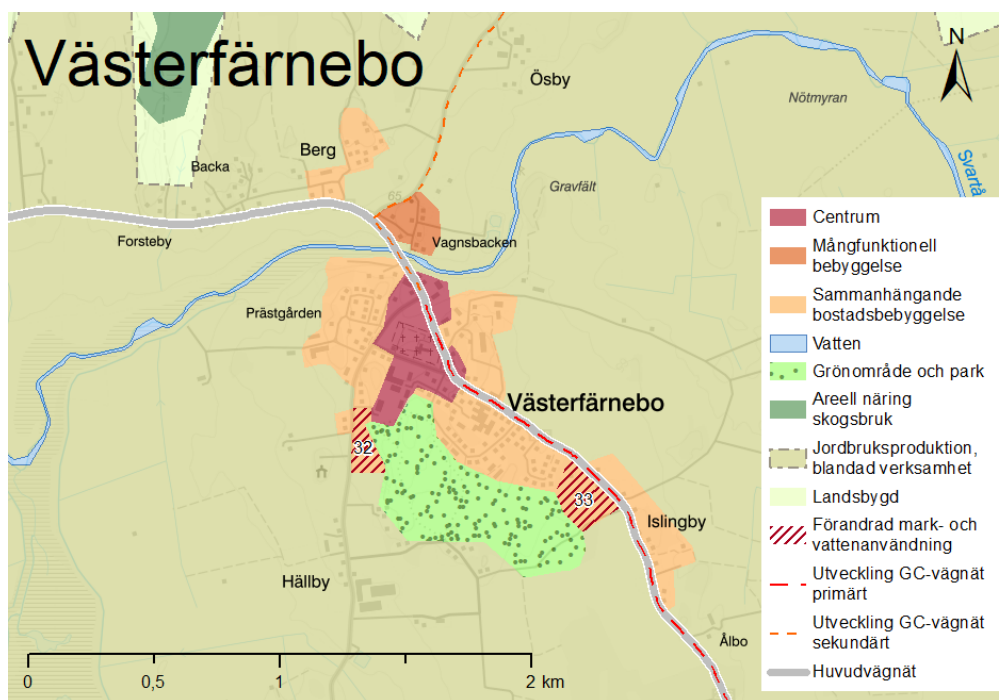 Västerfärnebo
N
Ösby
Nötmyran
Berg
Backa
65
Gravfält
Svartå
Forsteby
Vagnsbacken
Prästgården
Västerfärnebo
32
33
Islingby
Hällby
Ålbo
0
0,5
1
2 km
Centrum
Mångfunktionell
bebyggelse
Sammanhängande
bostadsbebyggelse
Vatten
Grönområde och park
Areell näring
skogsbruk
Jordbruksproduktion,
blandad verksamhet
Landsbygd
Förändrad mark- och
vattenanvändning
Utveckling GC-vägnät
primärt
Utveckling GC-vägnät
sekundärt
Huvudvägnät